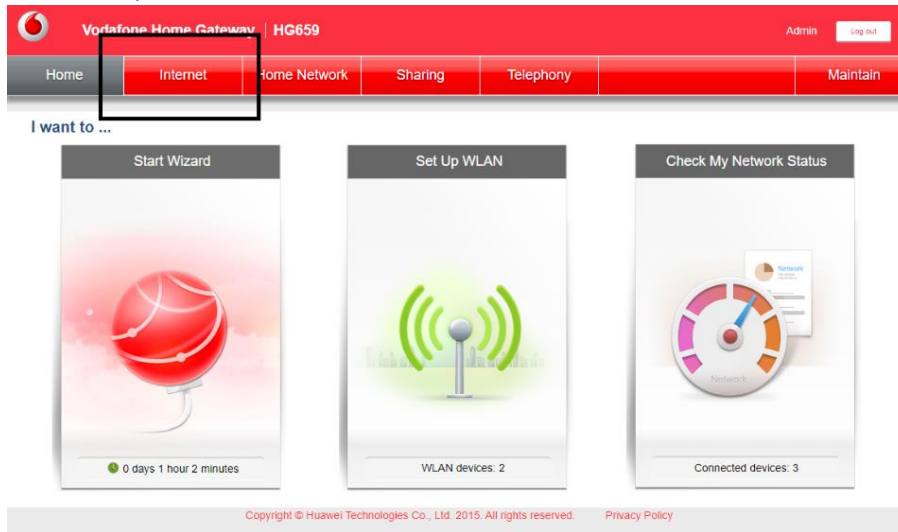 Vodafone Home Gateway | HG659
Admin Log out
Home Internet Home Network Sharing Telephony Maintain
I want to ...
Start Wizard Set Up WLAN Check My Network Status
Network
Network
0 days 1 hour 2 minutes WLAN devices: 2 Connected devices: 3
Copyright © Huawei Technologies Co., Ltd. 2015. All rights reserved. Privacy Policy